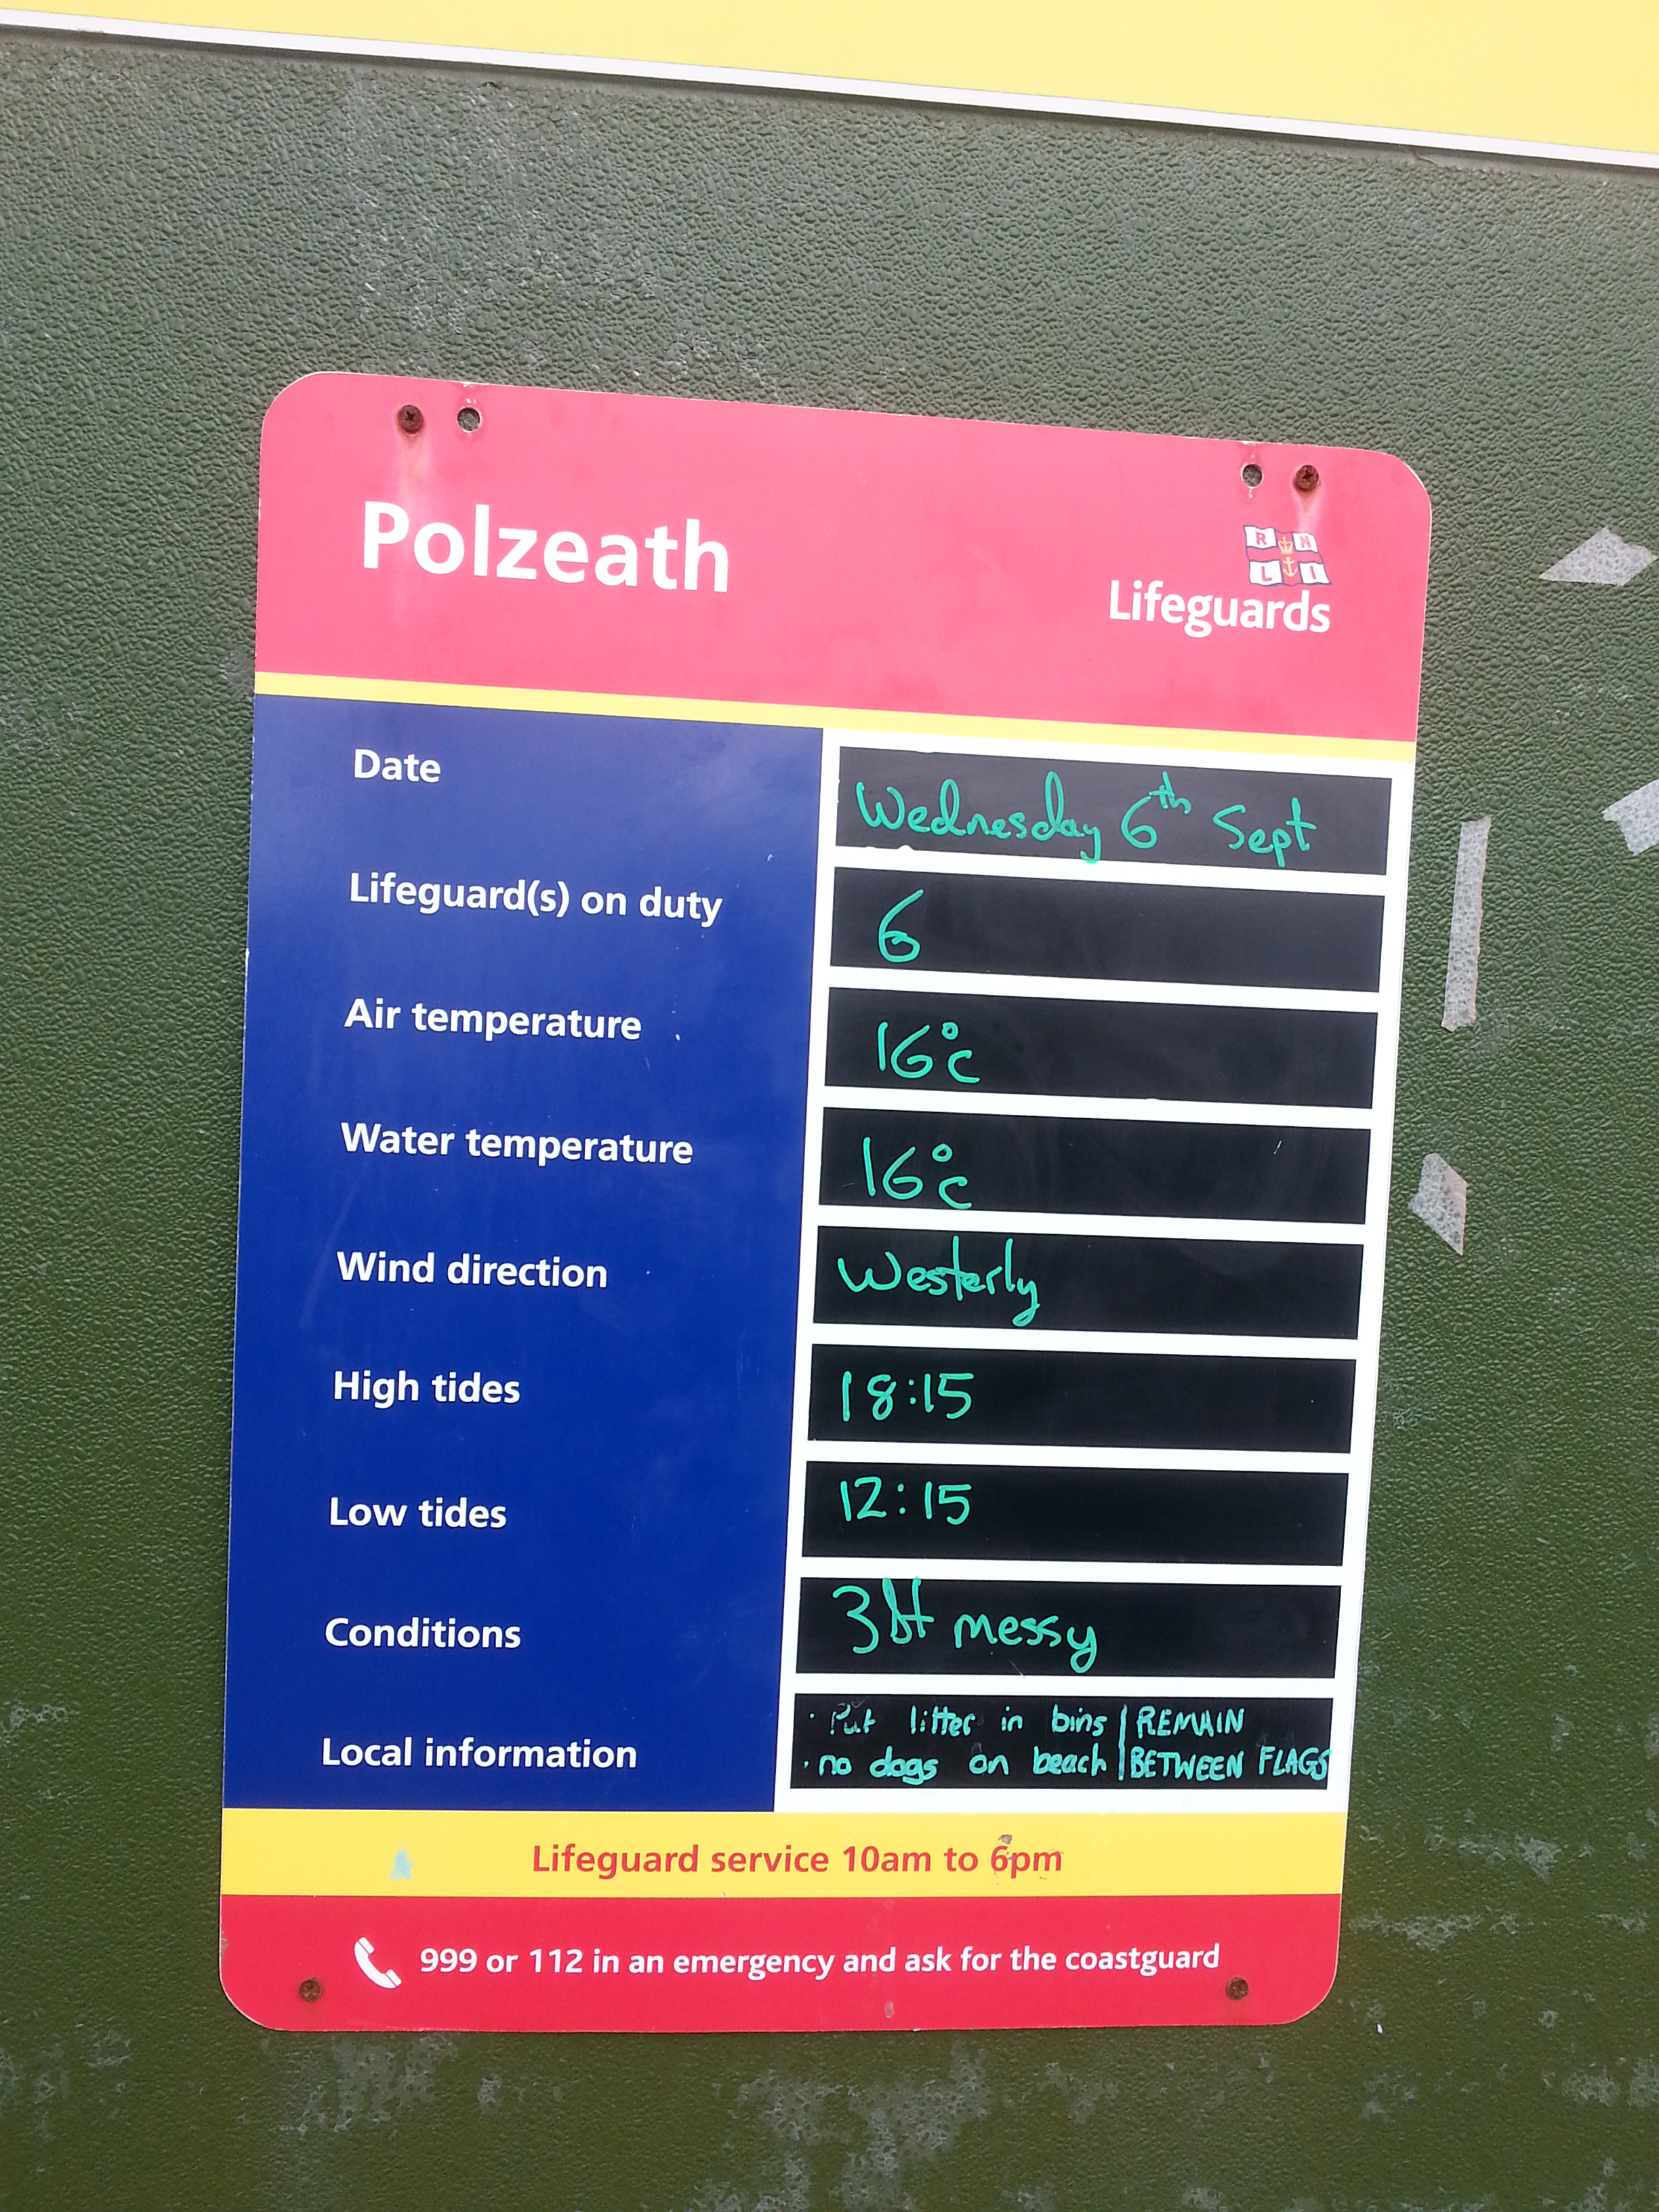 Polzeath
RNLI
Lifeguards
Date Wednesday 6th Sept
Lifeguard(s) on duty 6
Air temperature 16°c
Water temperature 16°c
Wind direction Westerly
High tides 18:15
Low tides 12:15
Conditions 3ft messy
Local information
· Put litter in bins | REMAIN
· no dogs on beach | BETWEEN FLAGS
Lifeguard service 10am to 6pm
999 or 112 in an emergency and ask for the coastguard